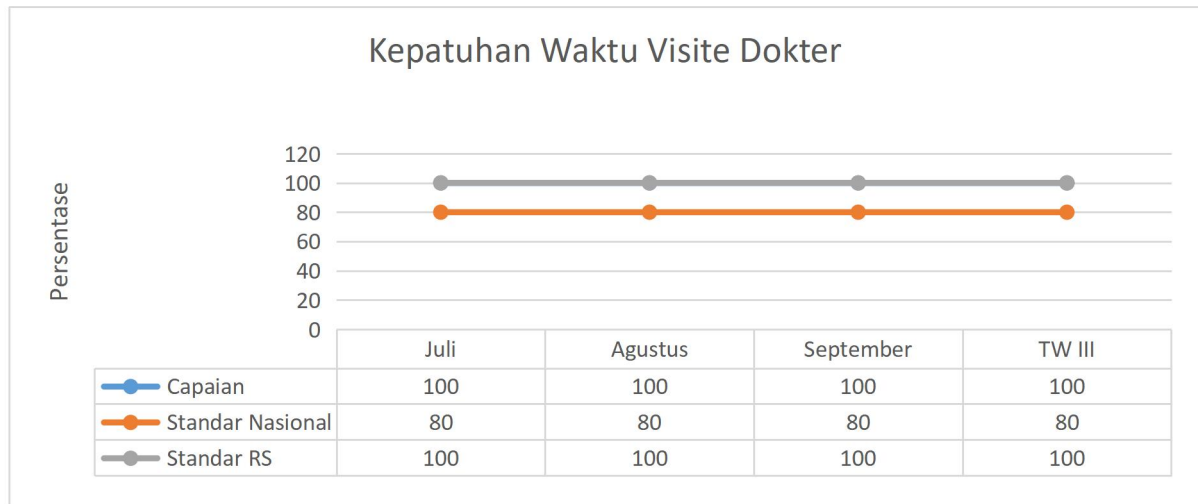 Kepatuhan Waktu Visite Dokter
Persentase
120
100
80
60
40
20
0
Juli Agustus September TW III
Capaian 100 100 100 100
Standar Nasional 80 80 80 80
Standar RS 100 100 100 100